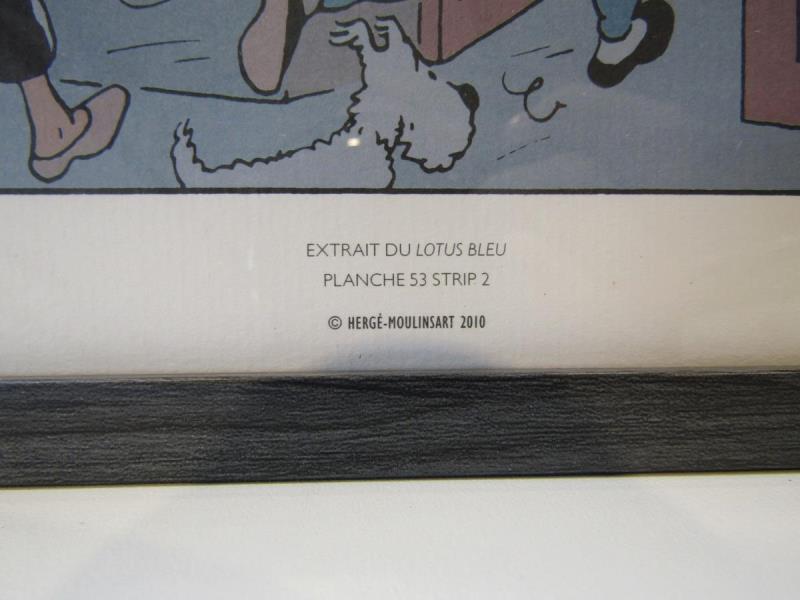 EXTRAIT DU LOTUS BLEU
PLANCHE 53 STRIP 2
© HERGÉ-MOULINSART 2010